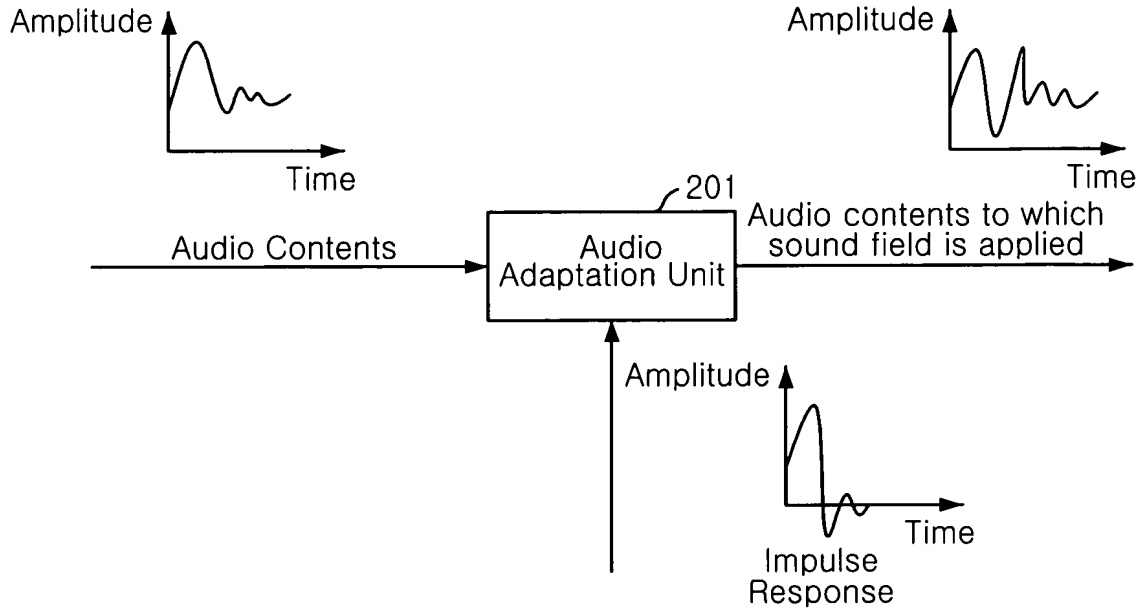 Amplitude
Time
Amplitude
Time
201
Audio Contents
Audio
Adaptation Unit
Audio contents to which
sound field is applied
Amplitude
Time
Impulse
Response